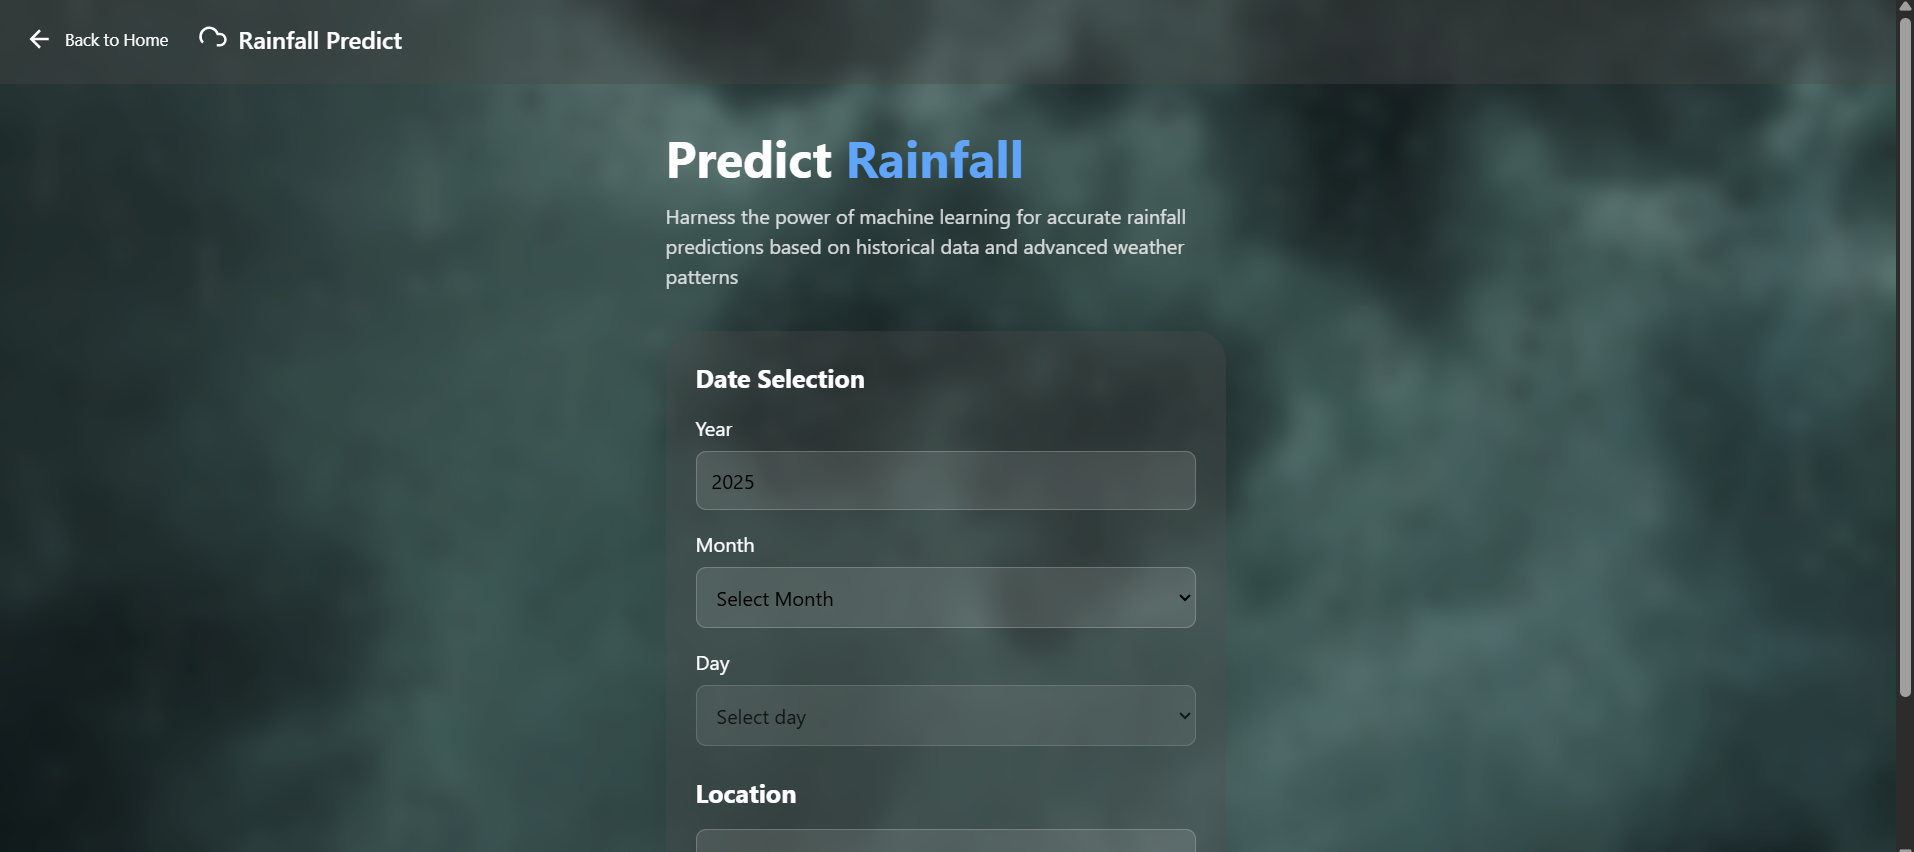 Back to Home
Rainfall Predict
Predict Rainfall
Harness the power of machine learning for accurate rainfall
predictions based on historical data and advanced weather
patterns
Date Selection
Year
2025
Month
Select Month
Day
Select day
Location